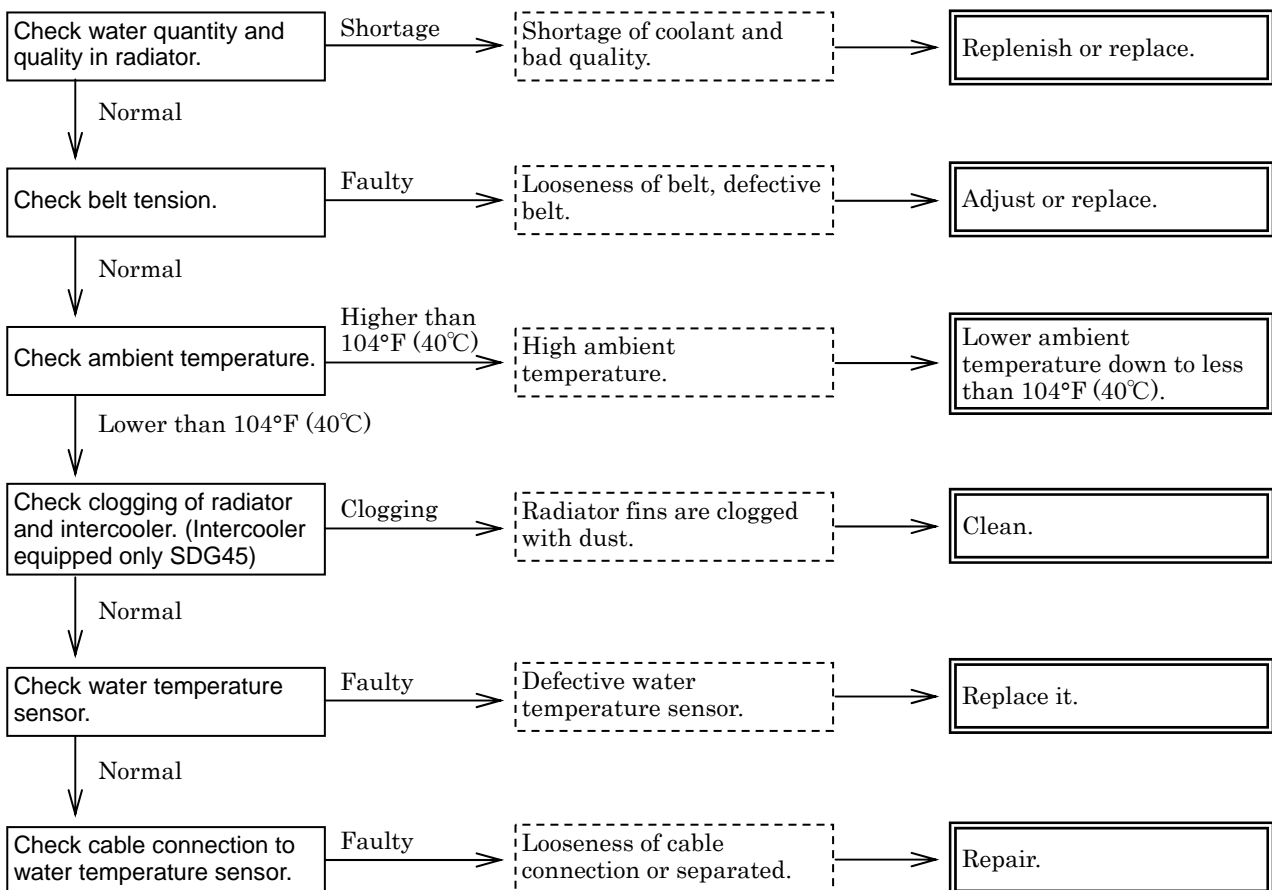 Check water quantity and
quality in radiator.
Shortage
Shortage of coolant and
bad quality.
Replenish or replace.
Normal
Check belt tension.
Faulty
Looseness of belt, defective
belt.
Adjust or replace.
Normal
Check ambient temperature.
Higher than
104°F (40℃)
High ambient
temperature.
Lower ambient
temperature down to less
than 104°F (40℃).
Lower than 104°F (40℃)
Check clogging of radiator
and intercooler. (Intercooler
equipped only SDG45)
Clogging
Radiator fins are clogged
with dust.
Clean.
Normal
Check water temperature
sensor.
Faulty
Defective water
temperature sensor.
Replace it.
Normal
Check cable connection to
water temperature sensor.
Faulty
Looseness of cable
connection or separated.
Repair.